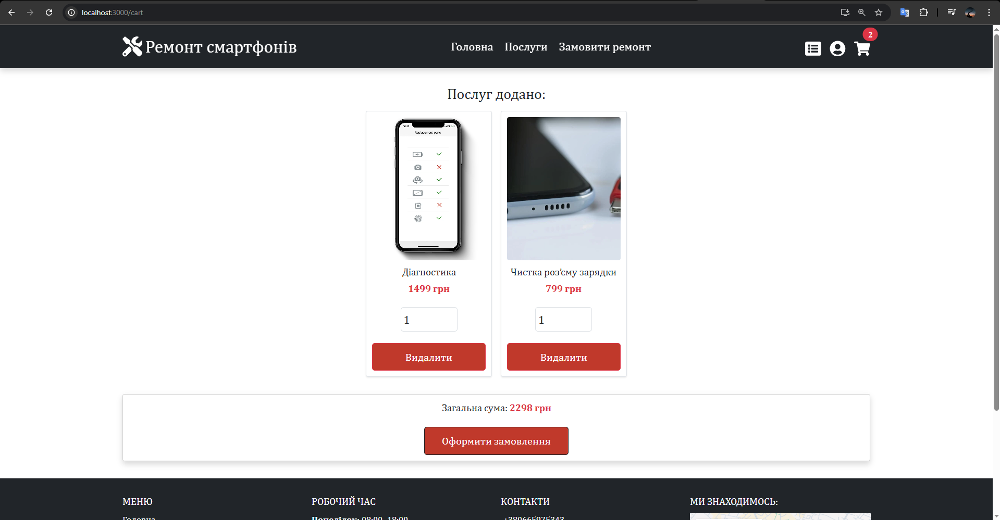 localhost:3000/cart
Ремонт смартфонів
Головна Послуги Замовити ремонт
2
Послуг додано:
Replacement parts
Діагностика
1499 грн
1
Видалити
Чистка роз’єму зарядки
799 грн
1
Видалити
Загальна сума: 2298 грн
Оформити замовлення
МЕНЮ
Головна
РОБОЧИЙ ЧАС
Понеділок: 08:00–18:00
КОНТАКТИ
+380665975343
МИ ЗНАХОДИМОСЬ: